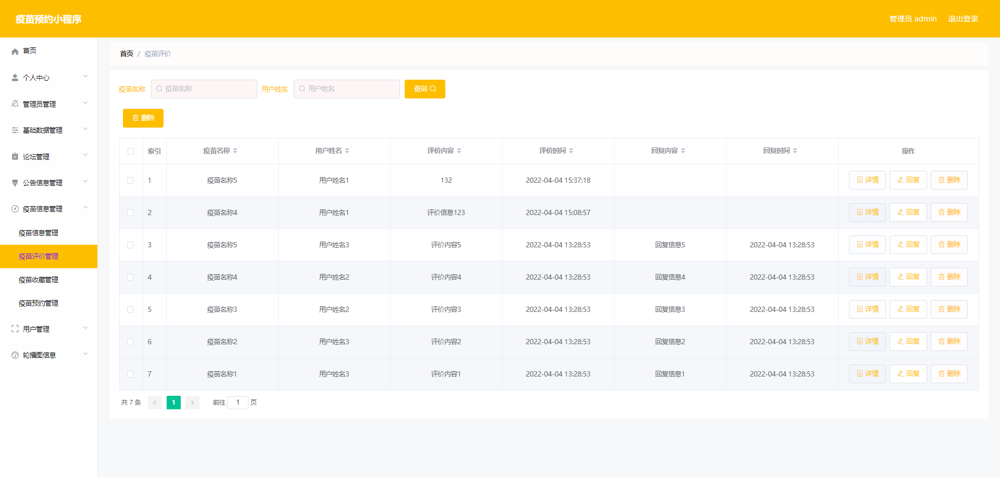 疫苗预约小程序
管理员 admin 退出登录
首页
个人中心
管理员管理
基础数据管理
论坛管理
公告信息管理
疫苗信息管理
疫苗信息管理
疫苗评价管理
疫苗收藏管理
疫苗预约管理
用户管理
轮播图信息
首页 / 疫苗评价
疫苗名称 疫苗名称 用户姓名 用户姓名 查询
删除
索引 疫苗名称 用户姓名 评价内容 评价时间 回复内容 回复时间 操作
1 疫苗名称5 用户姓名1 132 2022-04-04 15:37:18 详情 回复 删除
2 疫苗名称4 用户姓名1 评价信息123 2022-04-04 15:08:57 详情 回复 删除
3 疫苗名称5 用户姓名3 评价内容5 2022-04-04 13:28:53 回复信息5 2022-04-04 13:28:53 详情 回复 删除
4 疫苗名称4 用户姓名2 评价内容4 2022-04-04 13:28:53 回复信息4 2022-04-04 13:28:53 详情 回复 删除
5 疫苗名称3 用户姓名2 评价内容3 2022-04-04 13:28:53 回复信息3 2022-04-04 13:28:53 详情 回复 删除
6 疫苗名称2 用户姓名3 评价内容2 2022-04-04 13:28:53 回复信息2 2022-04-04 13:28:53 详情 回复 删除
7 疫苗名称1 用户姓名3 评价内容1 2022-04-04 13:28:53 回复信息1 2022-04-04 13:28:53 详情 回复 删除
共 7 条 1 前往 1 页